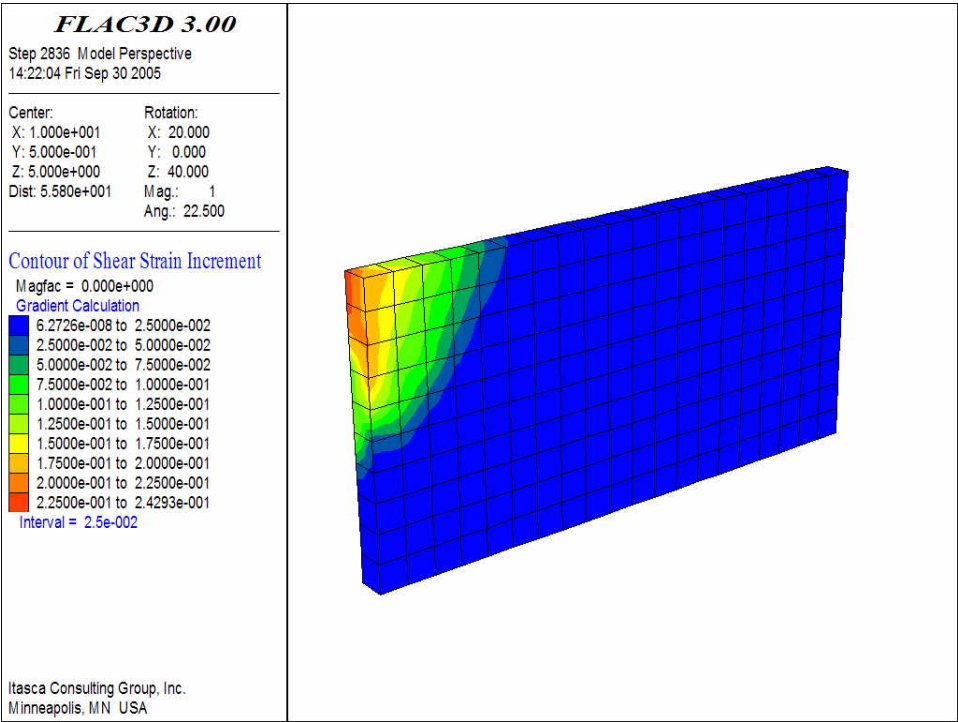 FLAC3D 3.00
Step 2836 Model Perspective
14:22:04 Fri Sep 30 2005
Center: Rotation:
X: 1.000e+001 X: 20.000
Y: 5.000e-001 Y: 0.000
Z: 5.000e+000 Z: 40.000
Dist: 5.580e+001 Mag.: 1
Ang.: 22.500
Contour of Shear Strain Increment
Magfac = 0.000e+000
Gradient Calculation
6.2726e-008 to 2.5000e-002
2.5000e-002 to 5.0000e-002
5.0000e-002 to 7.5000e-002
7.5000e-002 to 1.0000e-001
1.0000e-001 to 1.2500e-001
1.2500e-001 to 1.5000e-001
1.5000e-001 to 1.7500e-001
1.7500e-001 to 2.0000e-001
2.0000e-001 to 2.2500e-001
2.2500e-001 to 2.4293e-001
Interval = 2.5e-002
Itasca Consulting Group, Inc.
Minneapolis, MN USA